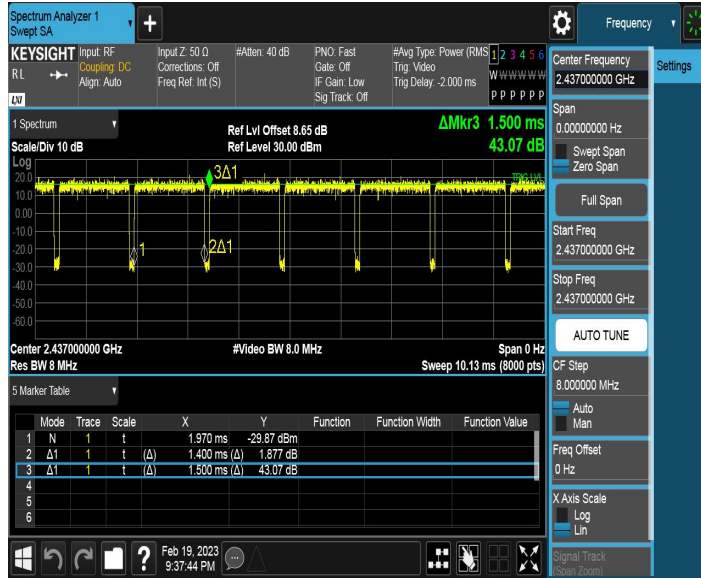 Spectrum Analyzer 1
Swept SA
+
Frequency
KEYSIGHT
RL
LXI
Input: RF
Coupling: DC
Align: Auto
Input Z: 50 Ω
Corrections: Off
Freq Ref: Int (S)
#Atten: 40 dB
PNO: Fast
Gate: Off
IF Gain: Low
Sig Track: Off
#Avg Type: Power (RMS
Trig: Video
Trig Delay: -2.000 ms
1 2 3 4 5 6
W W W W W W
P P P P P P
1 Spectrum
Scale/Div 10 dB
Ref Lvl Offset 8.65 dB
Ref Level 30.00 dBm
ΔMkr3 1.500 ms
43.07 dB
Log
20.0
10.0
0.00
-10.0
-20.0
-30.0
-40.0
-50.0
-60.0
3Δ1
TRIG LVL
1
2Δ1
Center 2.437000000 GHz
#Video BW 8.0 MHz
Span 0 Hz
Res BW 8 MHz
Sweep 10.13 ms (8000 pts)
5 Marker Table
Mode Trace Scale X Y Function Function Width Function Value
1 N 1 t 1.970 ms -29.87 dBm
2 Δ1 1 t (Δ) 1.400 ms (Δ) 1.877 dB
3 Δ1 1 t (Δ) 1.500 ms (Δ) 43.07 dB
4
5
6
?
Feb 19, 2023
9:37:44 PM
Center Frequency
2.437000000 GHz
Settings
Span
0.00000000 Hz
Swept Span
Zero Span
Full Span
Start Freq
2.437000000 GHz
Stop Freq
2.437000000 GHz
AUTO TUNE
CF Step
8.000000 MHz
Auto
Man
Freq Offset
0 Hz
X Axis Scale
Log
Lin
Signal Track
(Span Zoom)